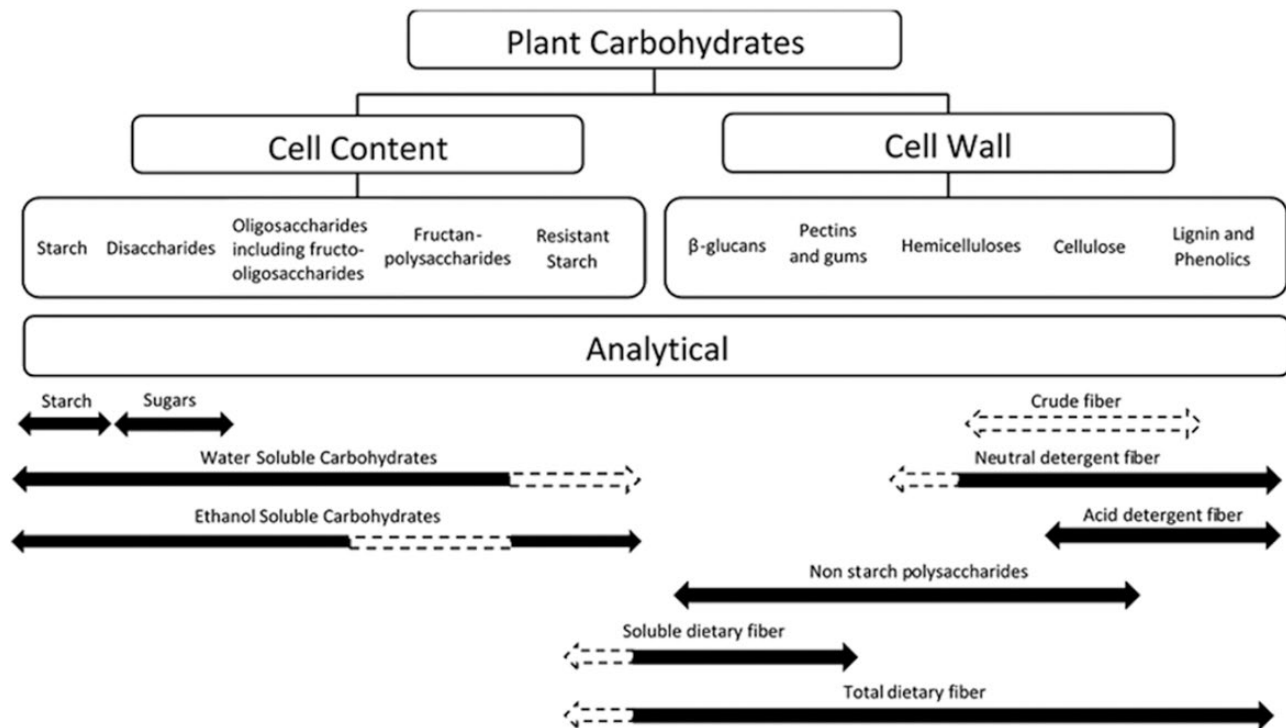 Plant Carbohydrates
Cell Content
Cell Wall
Starch
Disaccharides
Oligosaccharides
including fructo-
oligosaccharides
Fructan-
polysaccharides
Resistant
Starch
β-glucans
Pectins
and gums
Hemicelluloses
Cellulose
Lignin and
Phenolics
Analytical
Starch
Sugars
Crude fiber
Water Soluble Carbohydrates
Neutral detergent fiber
Ethanol Soluble Carbohydrates
Acid detergent fiber
Non starch polysaccharides
Soluble dietary fiber
Total dietary fiber